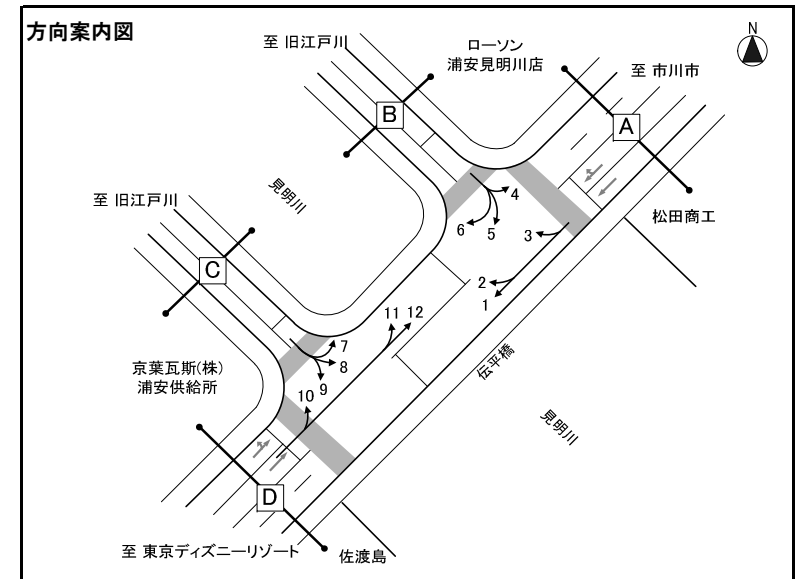 方向案内図
N
至 旧江戸川
ローソン
浦安見明川店
至 市川市
B
A
見明川
4
6
5
3
松田商工
至 旧江戸川
C
2
1
11
12
伝平橋
京葉瓦斯(株)
浦安供給所
7
8
9
10
見明川
D
至 東京ディズニーリゾート
佐渡島